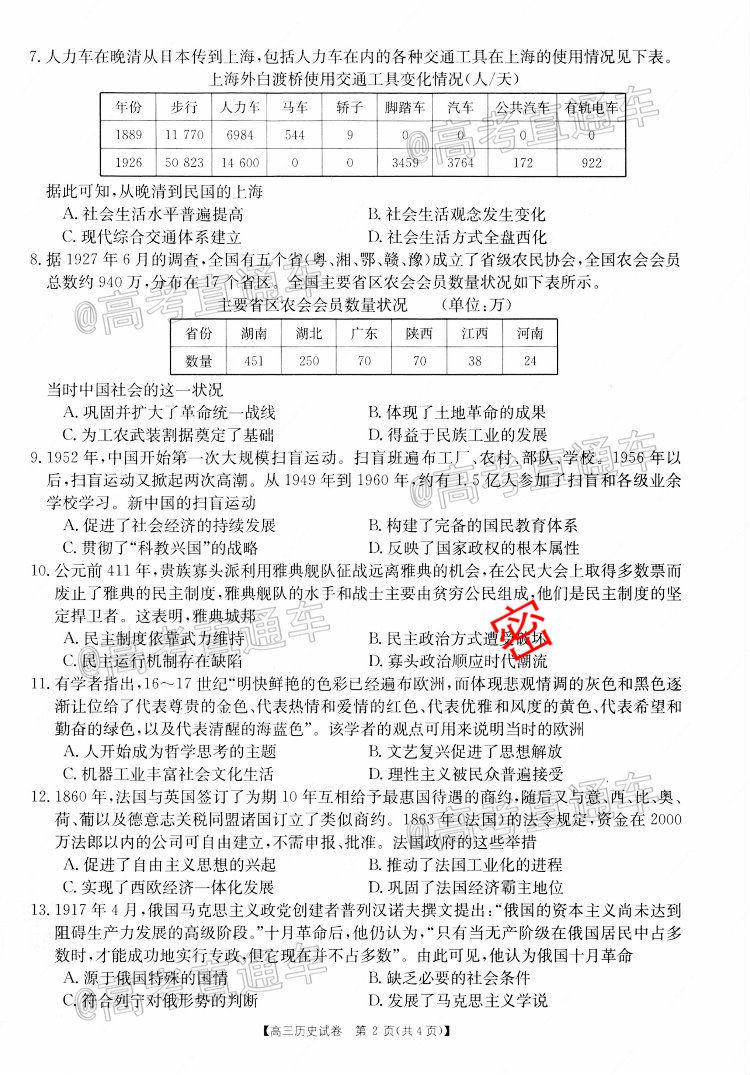 7. 人力车在晚清从日本传到上海,包括人力车在内的各种交通工具在上海的使用情况见下表。
上海外白渡桥使用交通工具变化情况(人/天)
年份 步行 人力车 马车 轿子 脚踏车 汽车 公共汽车 有轨电车
1889 11 770 6984 544 9 0 0 0 0
1926 50 823 14 600 0 0 3459 3764 172 922
据此可知,从晚清到民国的上海
A. 社会生活水平普遍提高 B. 社会生活观念发生变化
C. 现代综合交通体系建立 D. 社会生活方式全盘西化
8. 据 1927 年 6 月的调查,全国有五个省(粤、湘、鄂、赣、豫)成立了省级农民协会,全国农会会员
总数约 940 万,分布在 17 个省区。全国主要省区农会会员数量状况如下表所示。
主要省区农会会员数量状况 (单位:万)
省份 湖南 湖北 广东 陕西 江西 河南
数量 451 250 70 70 38 24
当时中国社会的这一状况
A. 巩固并扩大了革命统一战线 B. 体现了土地革命的成果
C. 为工农武装割据奠定了基础 D. 得益于民族工业的发展
9. 1952 年,中国开始第一次大规模扫盲运动。扫盲班遍布工厂、农村、部队、学校。1956 年以
后,扫盲运动又掀起两次高潮。从 1949 年到 1960 年,约有 1.5 亿人参加了扫盲和各级业余
学校学习。新中国的扫盲运动
A. 促进了社会经济的持续发展 B. 构建了完备的国民教育体系
C. 贯彻了“科教兴国”的战略 D. 反映了国家政权的根本属性
10. 公元前 411 年,贵族寡头派利用雅典舰队征战远离雅典的机会,在公民大会上取得多数票而
废止了雅典的民主制度,雅典舰队的水手和战士主要由贫穷公民组成,他们是民主制度的坚
定捍卫者。这表明,雅典城邦
A. 民主制度依靠武力维持 B. 民主政治方式遭受破坏
C. 民主运行机制存在缺陷 D. 寡头政治顺应时代潮流
密
11. 有学者指出,16~17 世纪“明快鲜艳的色彩已经遍布欧洲,而体现悲观情调的灰色和黑色逐
渐让位给了代表尊贵的金色、代表热情和爱情的红色、代表优雅和风度的黄色、代表希望和
勤奋的绿色,以及代表清醒的海蓝色”。该学者的观点可用来说明当时的欧洲
A. 人开始成为哲学思考的主题 B. 文艺复兴促进了思想解放
C. 机器工业丰富社会文化生活 D. 理性主义被民众普遍接受
12. 1860 年,法国与英国签订了为期 10 年互相给予最惠国待遇的商约,随后又与意、西、比、奥、
荷、葡以及德意志关税同盟诸国订立了类似商约。1863 年(法国)的法令规定,资金在 2000
万法郎以内的公司可自由建立,不需申报、批准。法国政府的这些举措
A. 促进了自由主义思想的兴起 B. 推动了法国工业化的进程
C. 实现了西欧经济一体化发展 D. 巩固了法国经济霸主地位
13. 1917 年 4 月,俄国马克思主义政党创建者普列汉诺夫撰文提出:“俄国的资本主义尚未达到
阻碍生产力发展的高级阶段。”十月革命后,他仍认为,“只有当无产阶级在俄国居民中占多
数时,才能成功地实行专政,但它现在并不占多数”。由此可见,他认为俄国十月革命
A. 源于俄国特殊的国情 B. 缺乏必要的社会条件
C. 符合列宁对俄形势的判断 D. 发展了马克思主义学说
【高三历史试卷 第 2 页(共 4 页)】
@高考直通车
@高考直通车
@高考直通车
@高考直通车
@高考直通车
@高考直通车